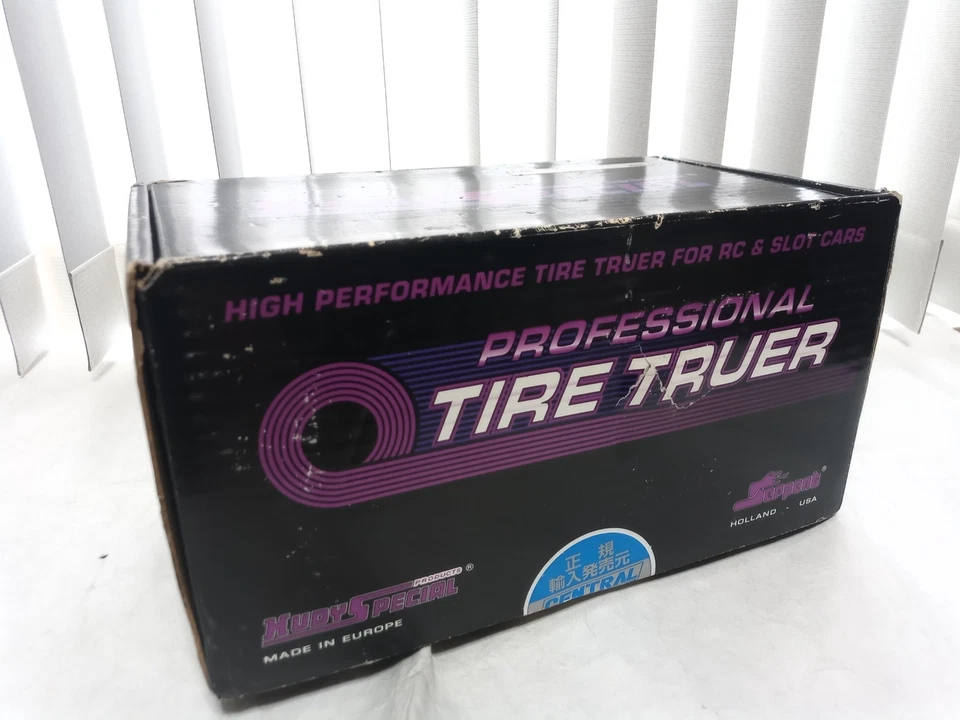 HIGH PERFORMANCE TIRE TRUER FOR RC & SLOT CARS
PROFESSIONAL
TIRE TRUER
Serpent®
HOLLAND USA
正規
輸入発売元
CENTRAL
PRODUCTS ®
HUDY SPECIAL
MADE IN EUROPE